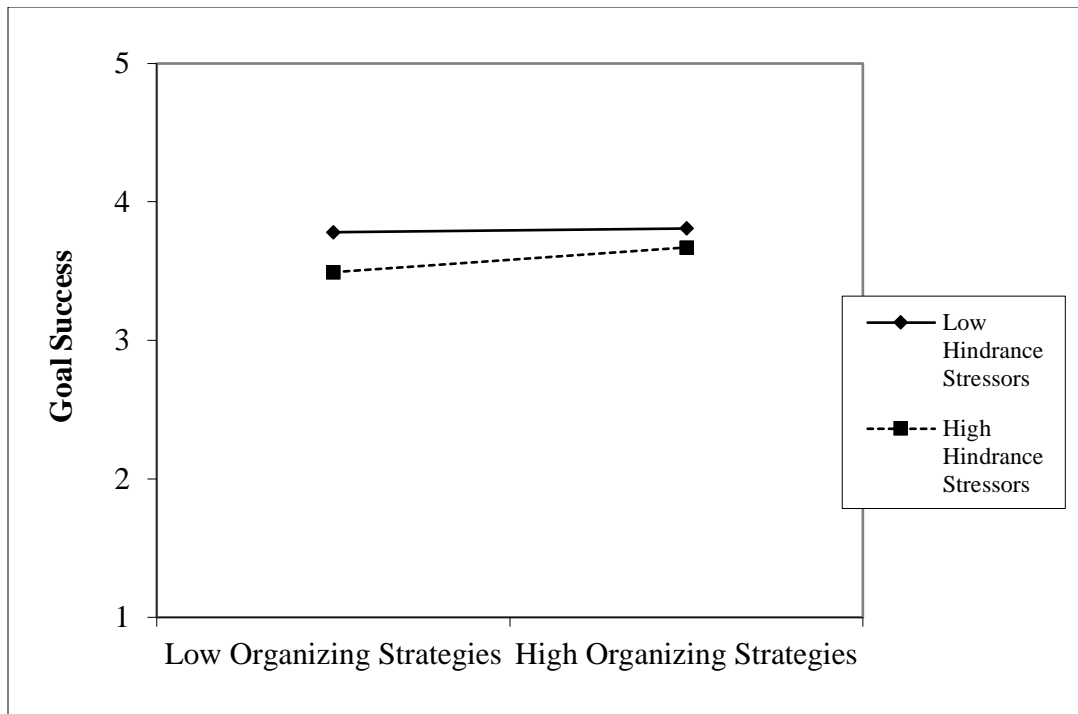 5
4
3
2
1
Goal Success
Low Organizing Strategies High Organizing Strategies
Low
Hindrance
Stressors
High
Hindrance
Stressors